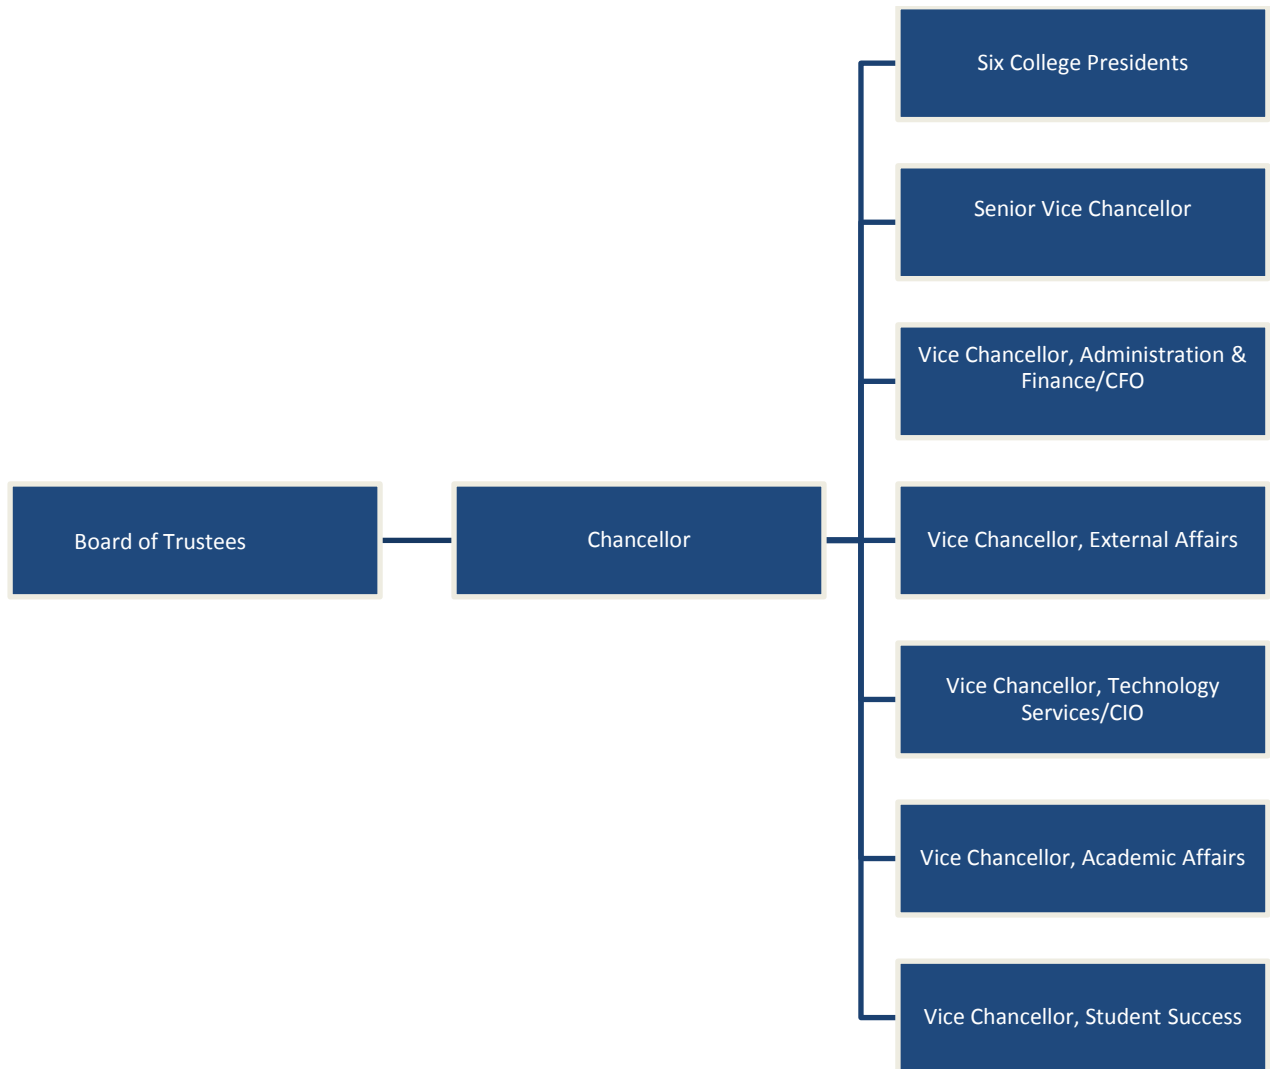 Board of Trustees
Chancellor
Six College Presidents
Senior Vice Chancellor
Vice Chancellor, Administration &
Finance/CFO
Vice Chancellor, External Affairs
Vice Chancellor, Technology
Services/CIO
Vice Chancellor, Academic Affairs
Vice Chancellor, Student Success